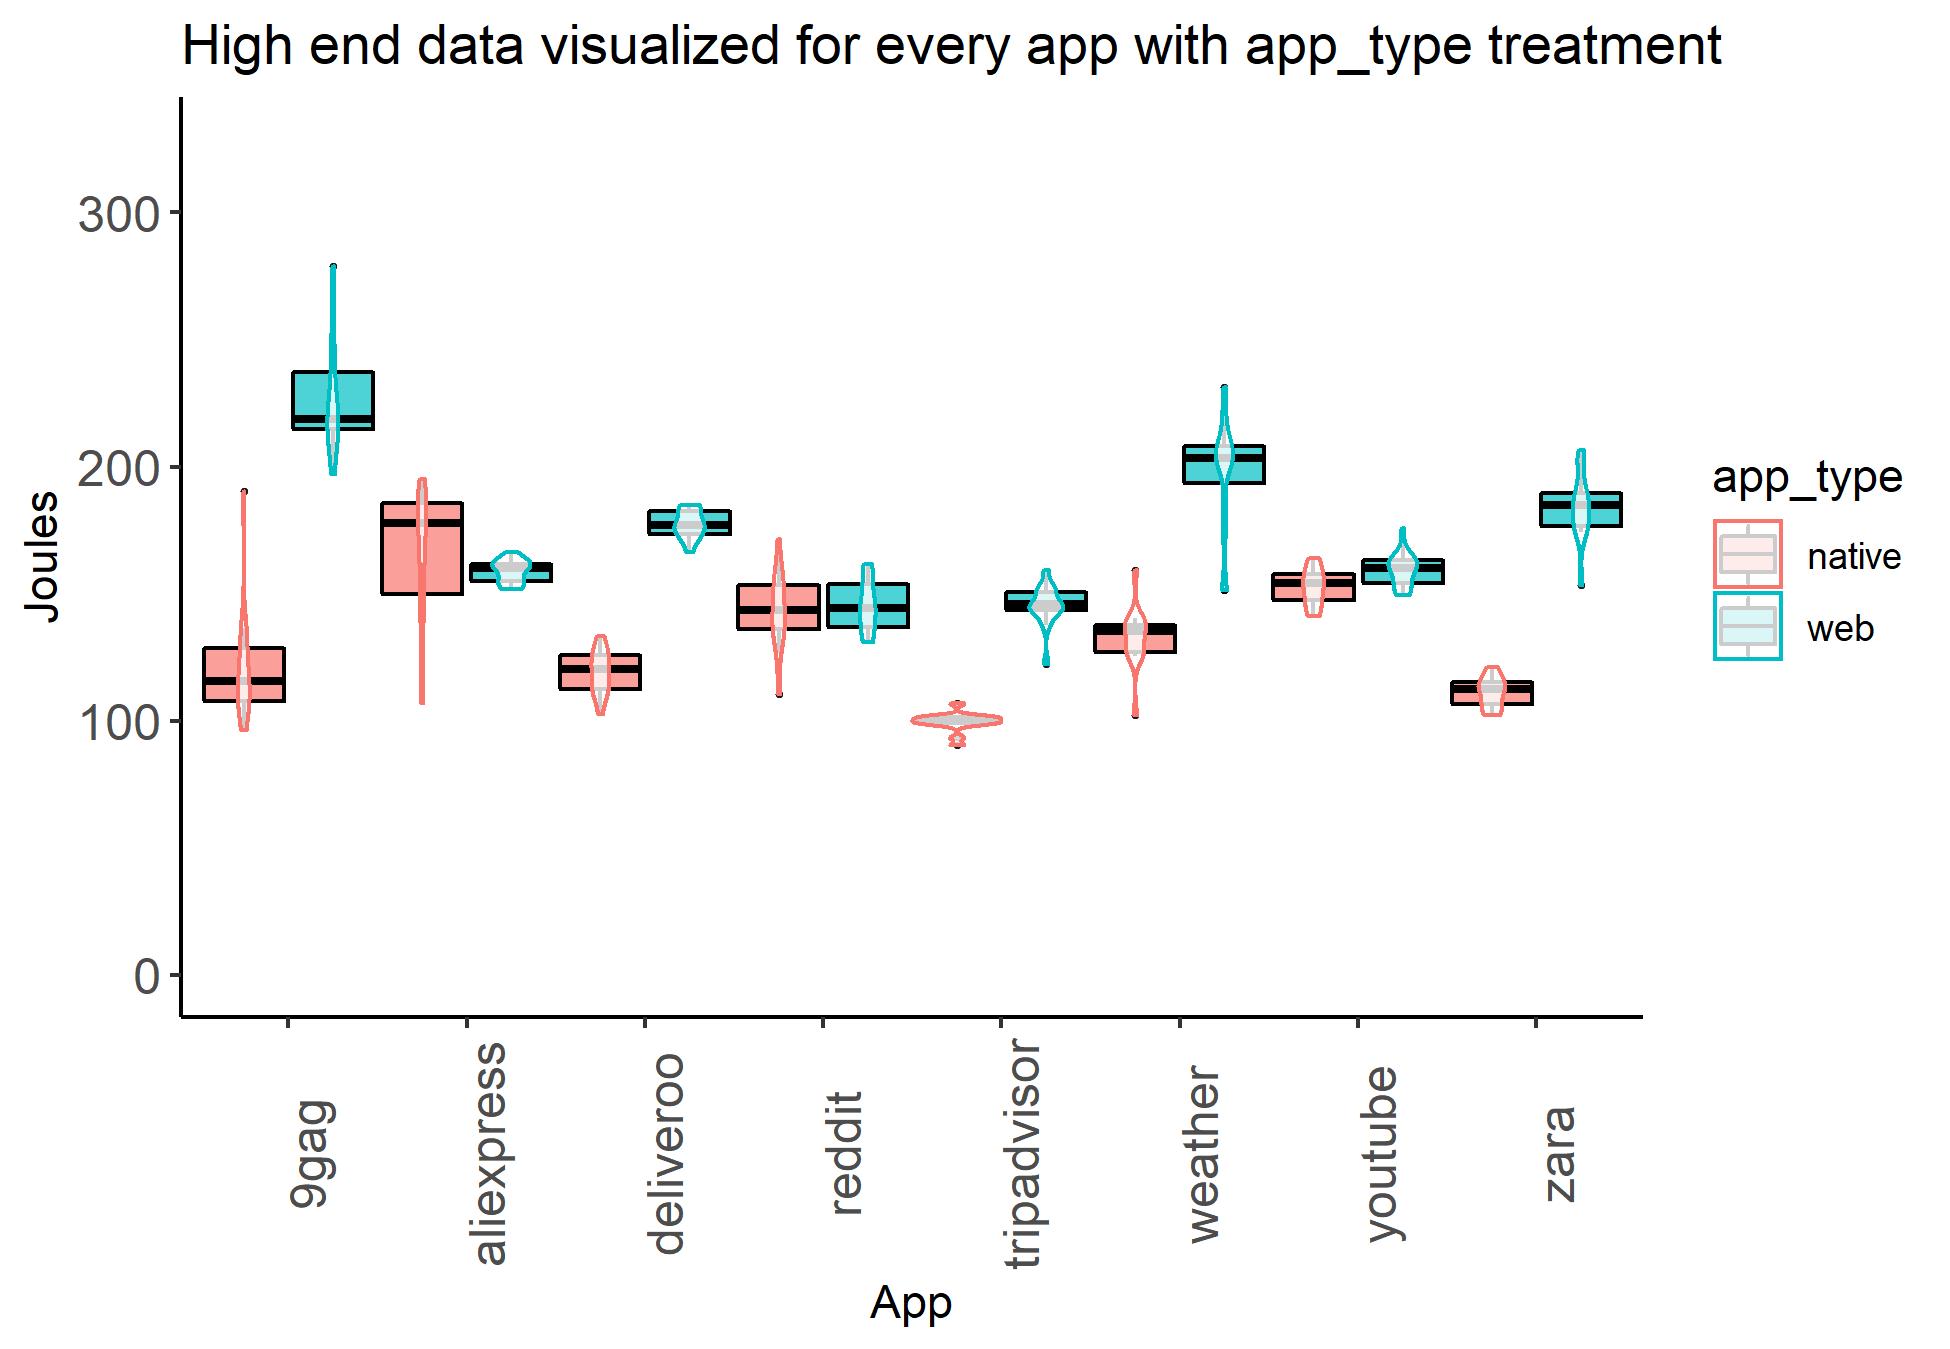 High end data visualized for every app with app_type treatment
Joules
300
200
100
0
9gag
aliexpress
deliveroo
reddit
tripadvisor
weather
youtube
zara
App
app_type
native
web